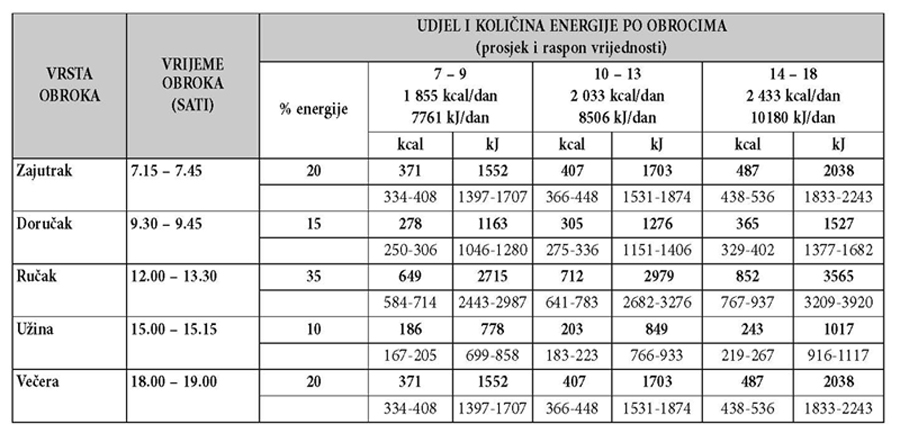 VRSTA OBROKA
VRIJEME OBROKA (SATI)
UDJEL I KOLIČINA ENERGIJE PO OBROCIMA
(prosjek i raspon vrijednosti)
% energije
7 – 9
1 855 kcal/dan
7761 kJ/dan
10 – 13
2 033 kcal/dan
8506 kJ/dan
14 – 18
2 433 kcal/dan
10180 kJ/dan
kcal kJ kcal kJ kcal kJ
Zajutrak 7.15 – 7.45 20 371 1552 407 1703 487 2038
334-408 1397-1707 366-448 1531-1874 438-536 1833-2243
Doručak 9.30 – 9.45 15 278 1163 305 1276 365 1527
250-306 1046-1280 275-336 1151-1406 329-402 1377-1682
Ručak 12.00 – 13.30 35 649 2715 712 2979 852 3565
584-714 2443-2987 641-783 2682-3276 767-937 3209-3920
Užina 15.00 – 15.15 10 186 778 203 849 243 1017
167-205 699-858 183-223 766-933 219-267 916-1117
Večera 18.00 – 19.00 20 371 1552 407 1703 487 2038
334-408 1397-1707 366-448 1531-1874 438-536 1833-2243